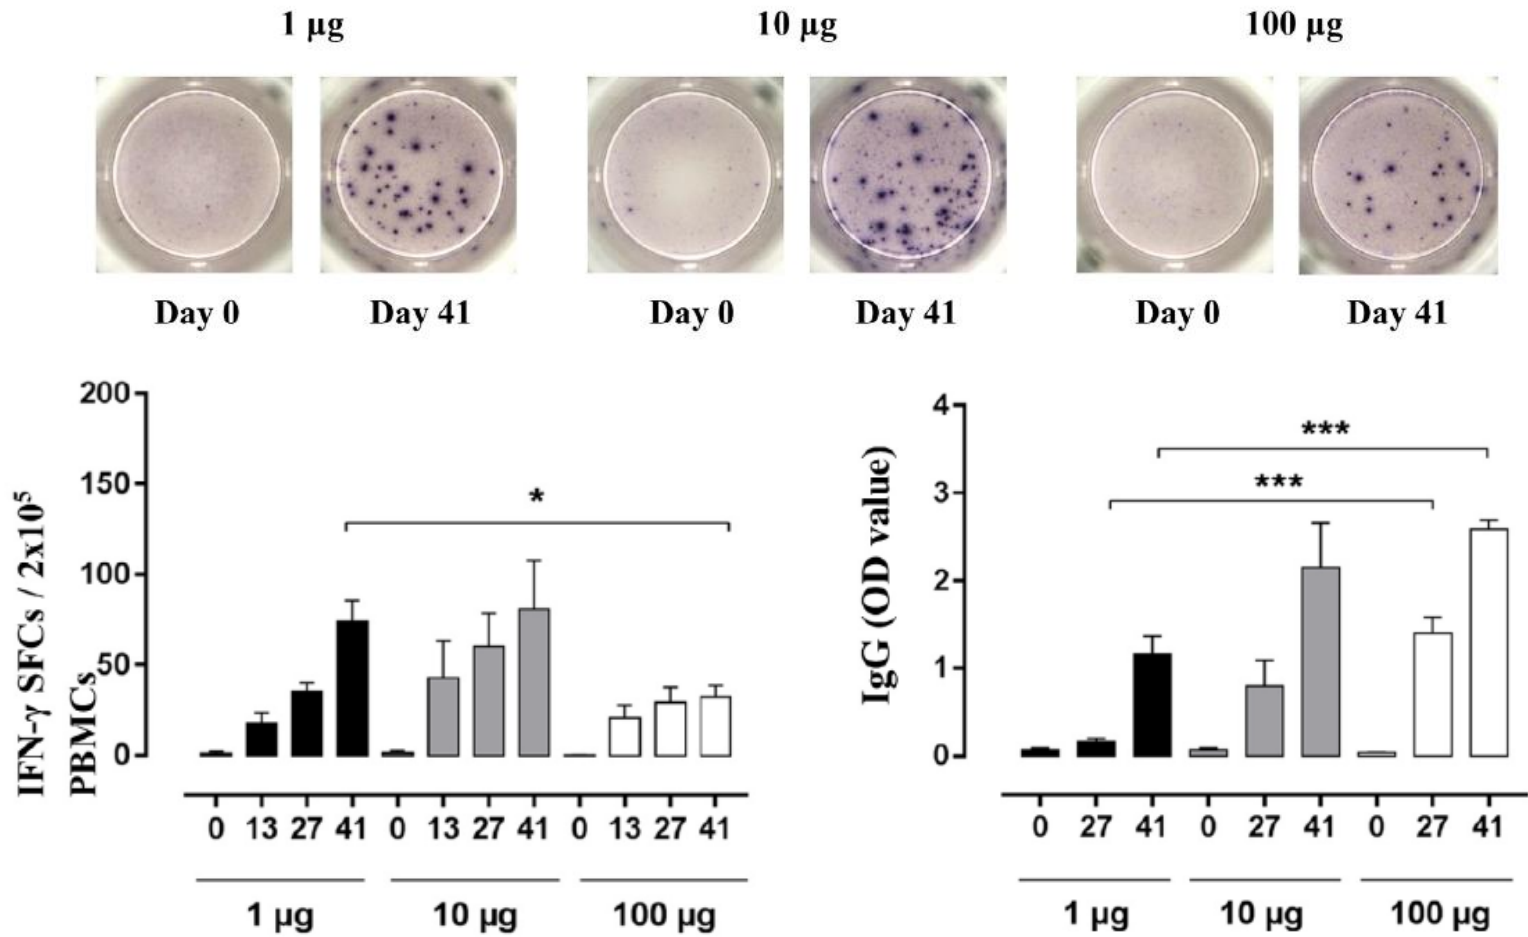 1 µg 10 µg 100 µg
Day 0 Day 41 Day 0 Day 41 Day 0 Day 41
IFN-γ SFCs / 2x10⁵
PBMCs
200
150
100
50
0
*
0 13 27 41 0 13 27 41 0 13 27 41
1 µg 10 µg 100 µg
IgG (OD value)
4
3
2
1
0
***
***
0 27 41 0 27 41 0 27 41
1 µg 10 µg 100 µg